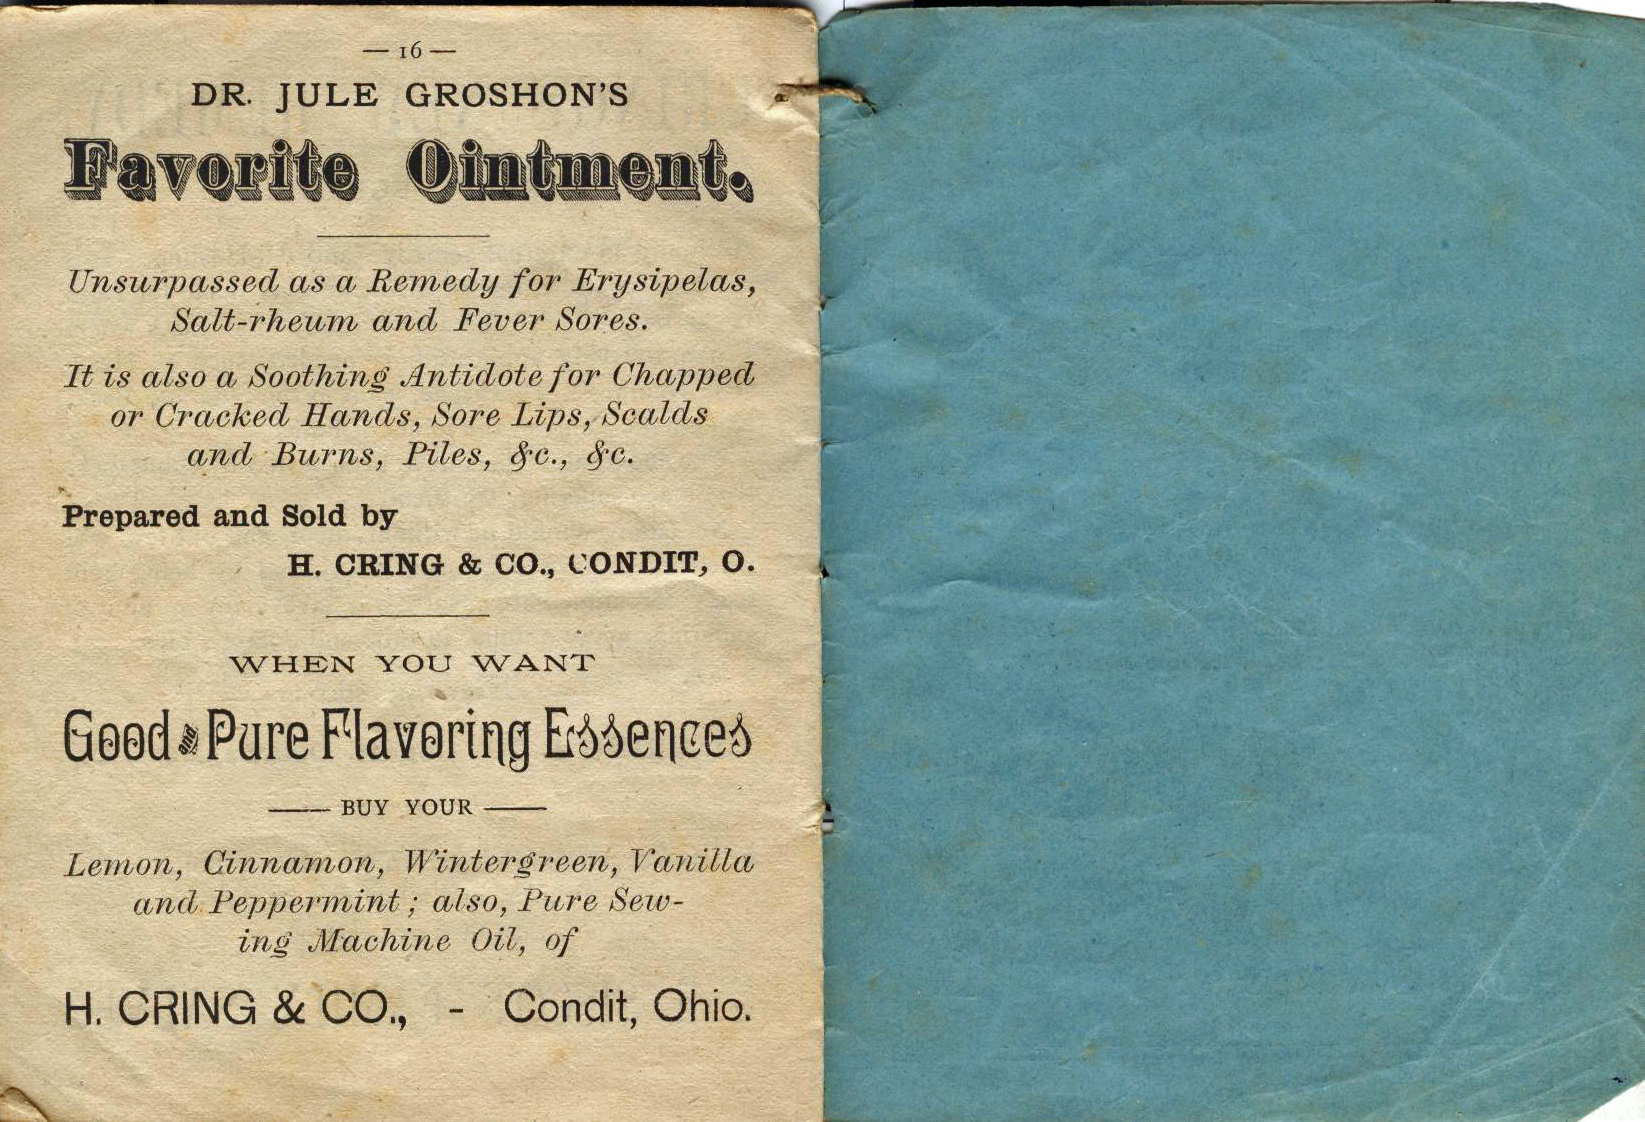 — 16 —
DR. JULE GROSHON'S
Favorite Ointment.
Unsurpassed as a Remedy for Erysipelas,
Salt-rheum and Fever Sores.
It is also a Soothing Antidote for Chapped
or Cracked Hands, Sore Lips, Scalds
and Burns, Piles, &c., &c.
Prepared and Sold by
H. CRING & CO., CONDIT, O.
WHEN YOU WANT
Good and Pure Flavoring Essences
—— BUY YOUR ——
Lemon, Cinnamon, Wintergreen, Vanilla
and Peppermint; also, Pure Sew-
ing Machine Oil, of
H. CRING & CO., - Condit, Ohio.